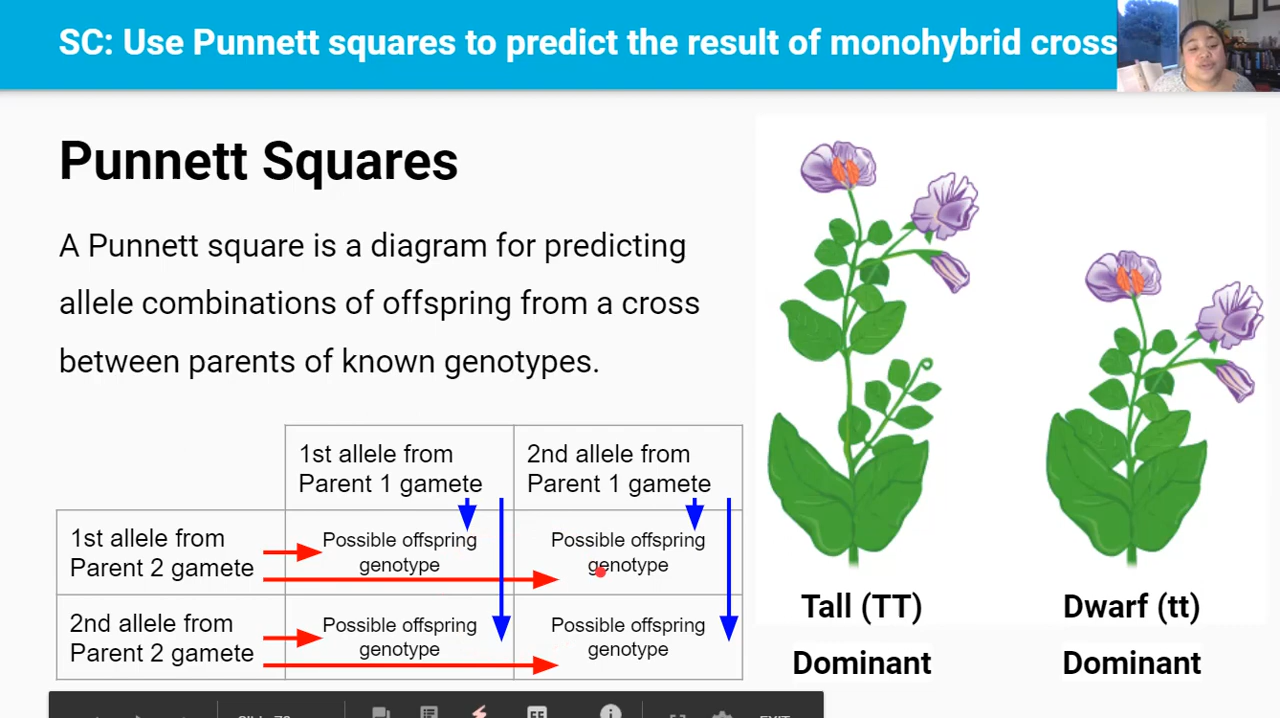 SC: Use Punnett squares to predict the result of monohybrid cross
Punnett Squares
A Punnett square is a diagram for predicting
allele combinations of offspring from a cross
between parents of known genotypes.
1st allele from
Parent 1 gamete
2nd allele from
Parent 1 gamete
1st allele from
Parent 2 gamete
Possible offspring
genotype
Possible offspring
genotype
2nd allele from
Parent 2 gamete
Possible offspring
genotype
Possible offspring
genotype
Tall (TT)
Dominant
Dwarf (tt)
Dominant